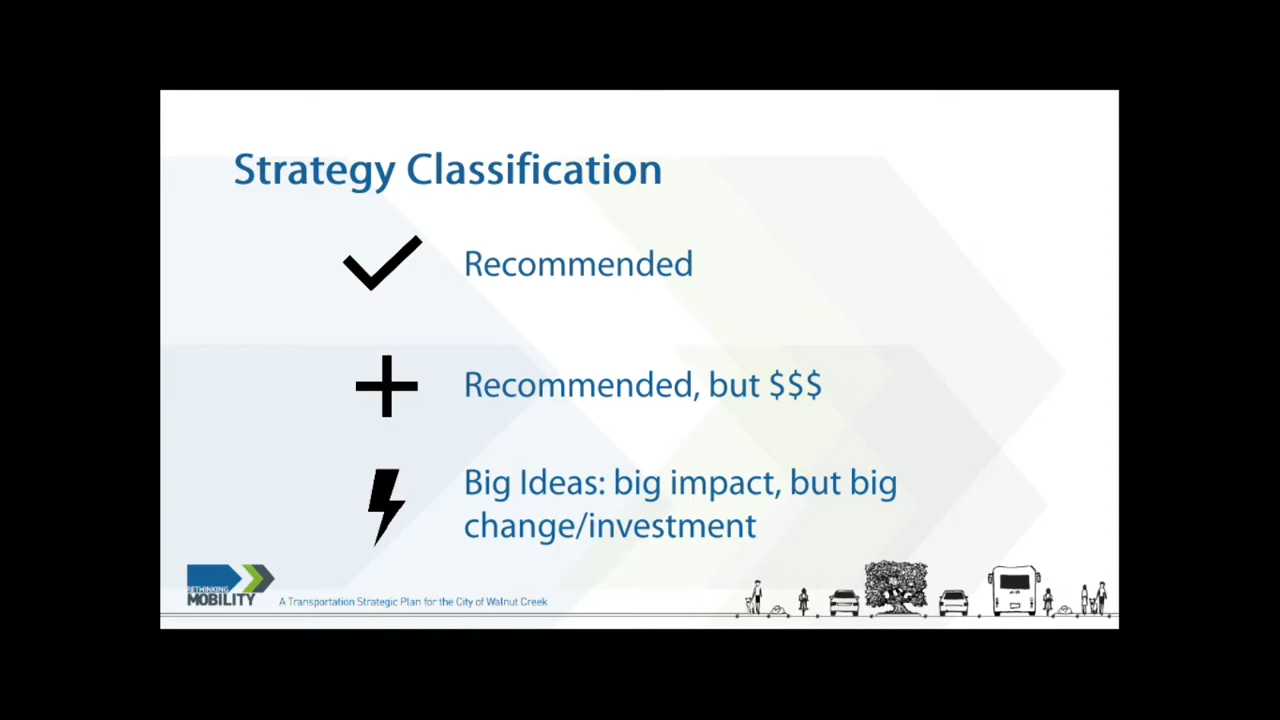 Strategy Classification
Recommended
Recommended, but $$$
Big Ideas: big impact, but big
change/investment
RETHINKING
MOBILITY
A Transportation Strategic Plan for the City of Walnut Creek